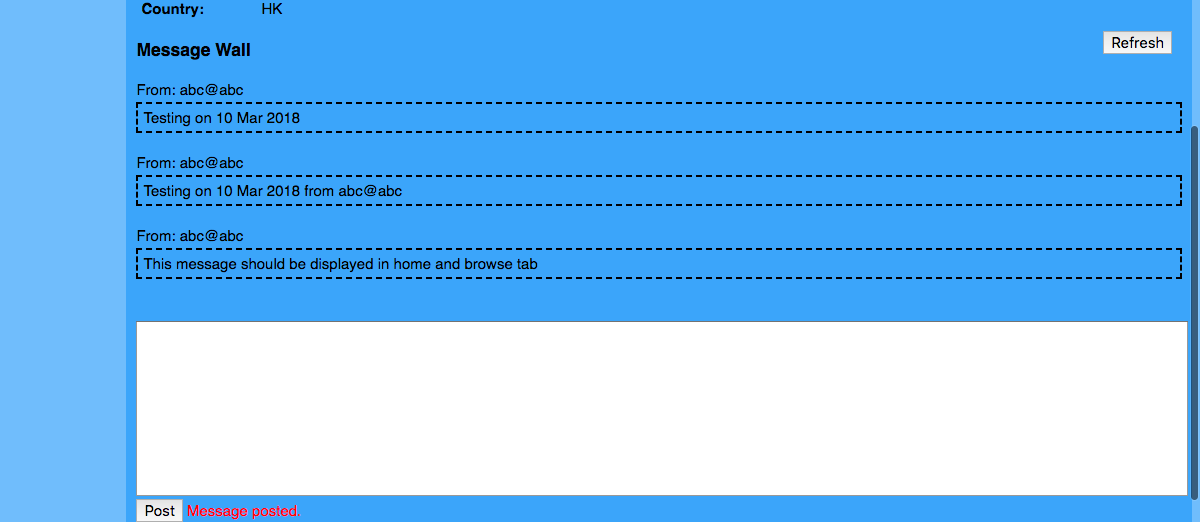 Country: HK
Message Wall
Refresh
From: abc@abc
Testing on 10 Mar 2018
From: abc@abc
Testing on 10 Mar 2018 from abc@abc
From: abc@abc
This message should be displayed in home and browse tab
Post Message posted.